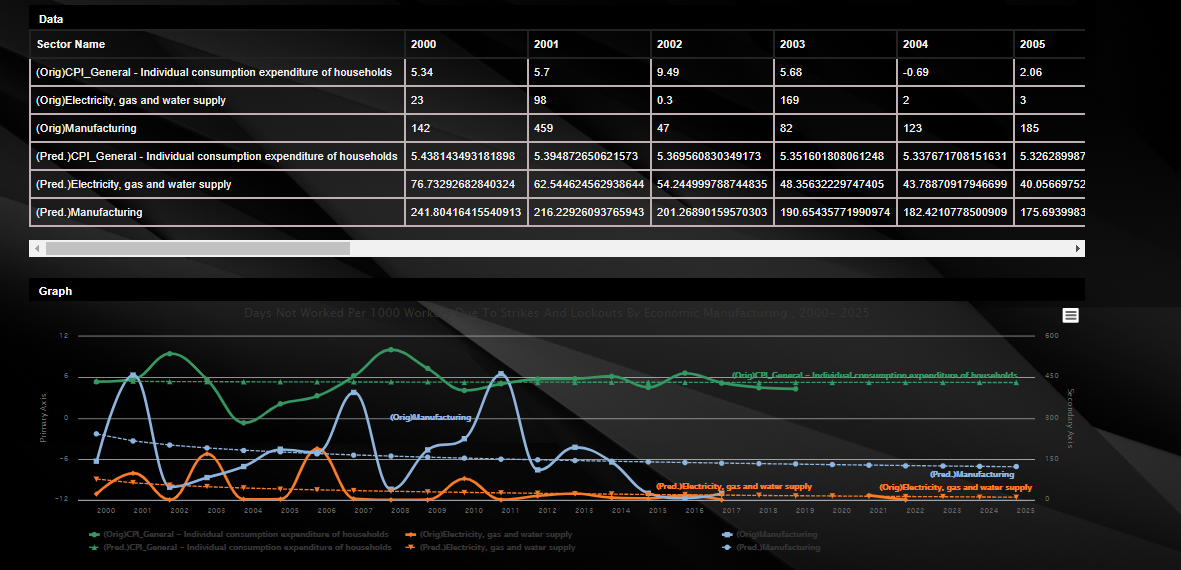 Data
Sector Name 2000 2001 2002 2003 2004 2005
(Orig)CPI_General - Individual consumption expenditure of households 5.34 5.7 9.49 5.68 -0.69 2.06
(Orig)Electricity, gas and water supply 23 98 0.3 169 2 3
(Orig)Manufacturing 142 459 47 82 123 185
(Pred.)CPI_General - Individual consumption expenditure of households 5.438143493181898 5.394872650621573 5.369560830349173 5.351601808061248 5.337671708151631 5.326289987
(Pred.)Electricity, gas and water supply 76.73292682840324 62.544624562938644 54.244999788744835 48.35632229747405 43.78870917946699 40.05669752
(Pred.)Manufacturing 241.80416415540913 216.22926093765943 201.26890159570303 190.65435771990974 182.4210778500909 175.6939983
Graph
Days Not Worked Per 1000 Workers Due To Strikes And Lockouts By Economic Manufacturing , 2000– 2025
12 600
6 450
0 300
−6 150
−12 0
Primary Axis
Secondary Axis
(Orig)CPI_General – Individual consumption expenditure of households
(Orig)Manufacturing
(Pred.)Manufacturing
(Pred.)Electricity, gas and water supply (Orig)Electricity, gas and water supply
2000 2001 2002 2003 2004 2005 2006 2007 2008 2009 2010 2011 2012 2013 2014 2015 2016 2017 2018 2019 2020 2021 2022 2023 2024 2025
(Orig)CPI_General – Individual consumption expenditure of households (Orig)Electricity, gas and water supply (Orig)Manufacturing
(Pred.)CPI_General – Individual consumption expenditure of households (Pred.)Electricity, gas and water supply (Pred.)Manufacturing